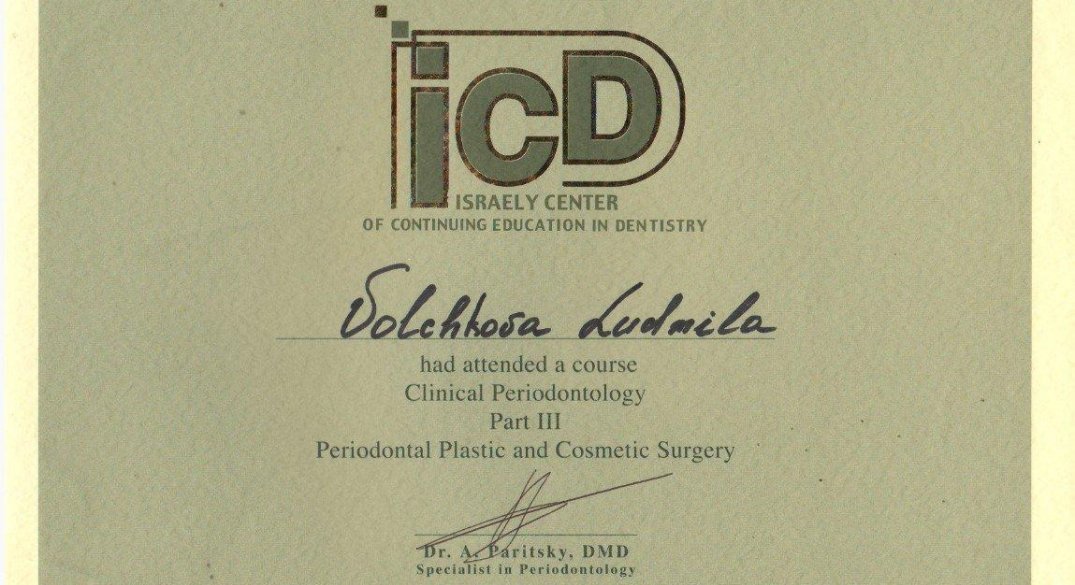 iCD
ISRAELY CENTER
OF CONTINUING EDUCATION IN DENTISTRY
Volchkova Ludmila
had attended a course
Clinical Periodontology
Part III
Periodontal Plastic and Cosmetic Surgery
Dr. A. Paritsky, DMD
Specialist in Periodontology